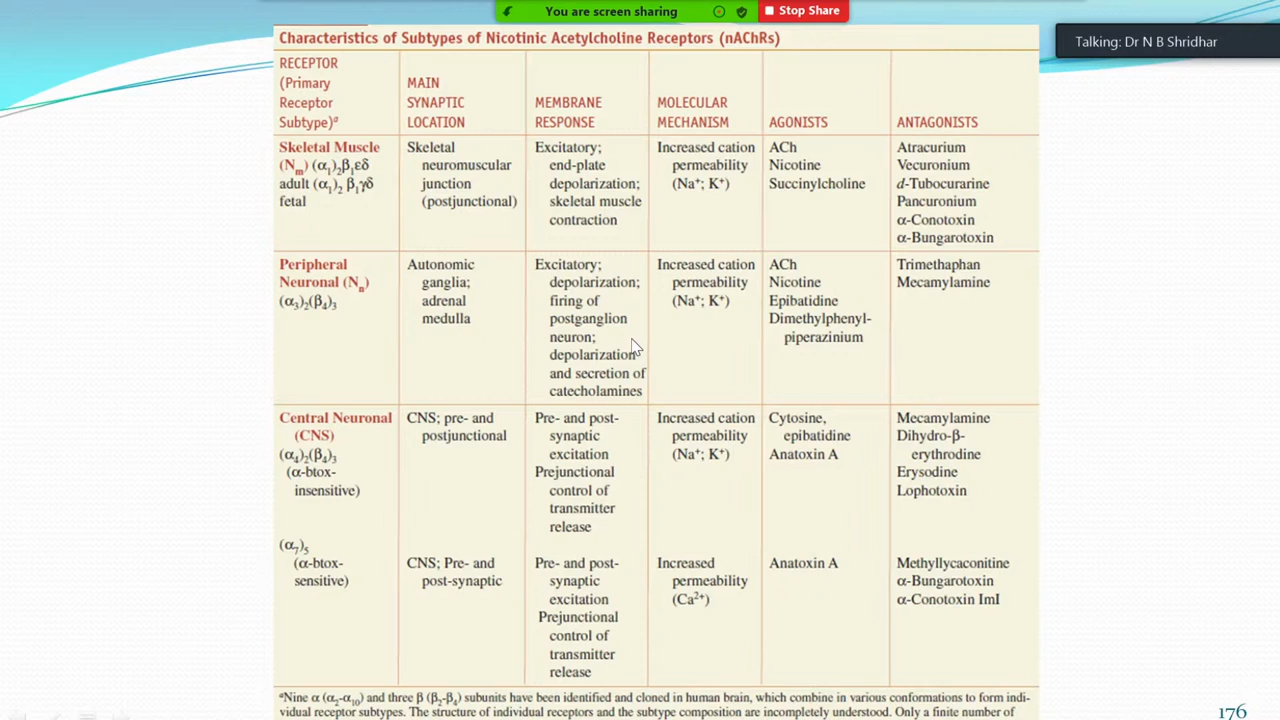 You are screen sharing
Stop Share
Talking: Dr N B Shridhar
Characteristics of Subtypes of Nicotinic Acetylcholine Receptors (nAChRs)
RECEPTOR
(Primary
Receptor
Subtype)ᵃ
MAIN
SYNAPTIC
LOCATION
MEMBRANE
RESPONSE
MOLECULAR
MECHANISM
AGONISTS
ANTAGONISTS
Skeletal Muscle
(Nₘ) (α₁)₂β₁εδ
adult (α₁)₂ β₁γδ
fetal
Skeletal
neuromuscular
junction
(postjunctional)
Excitatory;
end-plate
depolarization;
skeletal muscle
contraction
Increased cation
permeability
(Na⁺; K⁺)
ACh
Nicotine
Succinylcholine
Atracurium
Vecuronium
d-Tubocurarine
Pancuronium
α-Conotoxin
α-Bungarotoxin
Peripheral
Neuronal (Nₙ)
(α₃)₂(β₄)₃
Autonomic
ganglia;
adrenal
medulla
Excitatory;
depolarization;
firing of
postganglion
neuron;
depolarization
and secretion of
catecholamines
Increased cation
permeability
(Na⁺; K⁺)
ACh
Nicotine
Epibatidine
Dimethylphenyl-
piperazinium
Trimethaphan
Mecamylamine
Central Neuronal
(CNS)
(α₄)₂(β₄)₃
(α-btox-
insensitive)
CNS; pre- and
postjunctional
Pre- and post-
synaptic
excitation
Prejunctional
control of
transmitter
release
Increased cation
permeability
(Na⁺; K⁺)
Cytosine,
epibatidine
Anatoxin A
Mecamylamine
Dihydro-β-
erythrodine
Erysodine
Lophotoxin
(α₇)₅
(α-btox-
sensitive)
CNS; Pre- and
post-synaptic
Pre- and post-
synaptic
excitation
Prejunctional
control of
transmitter
release
Increased
permeability
(Ca²⁺)
Anatoxin A
Methyllycaconitine
α-Bungarotoxin
α-Conotoxin ImI
ᵃNine α (α₂-α₁₀) and three β (β₂-β₄) subunits have been identified and cloned in human brain, which combine in various conformations to form indi-
vidual receptor subtypes. The structure of individual receptors and the subtype composition are incompletely understood. Only a finite number of
176